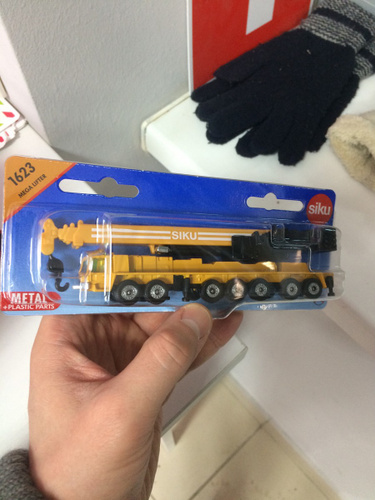 1623
MEGA LIFTER
SIKU
siku
METAL
+PLASTIC PARTS